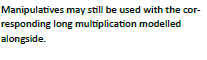 Manipulatives may still be used with the cor-
responding long multiplication modelled
alongside.